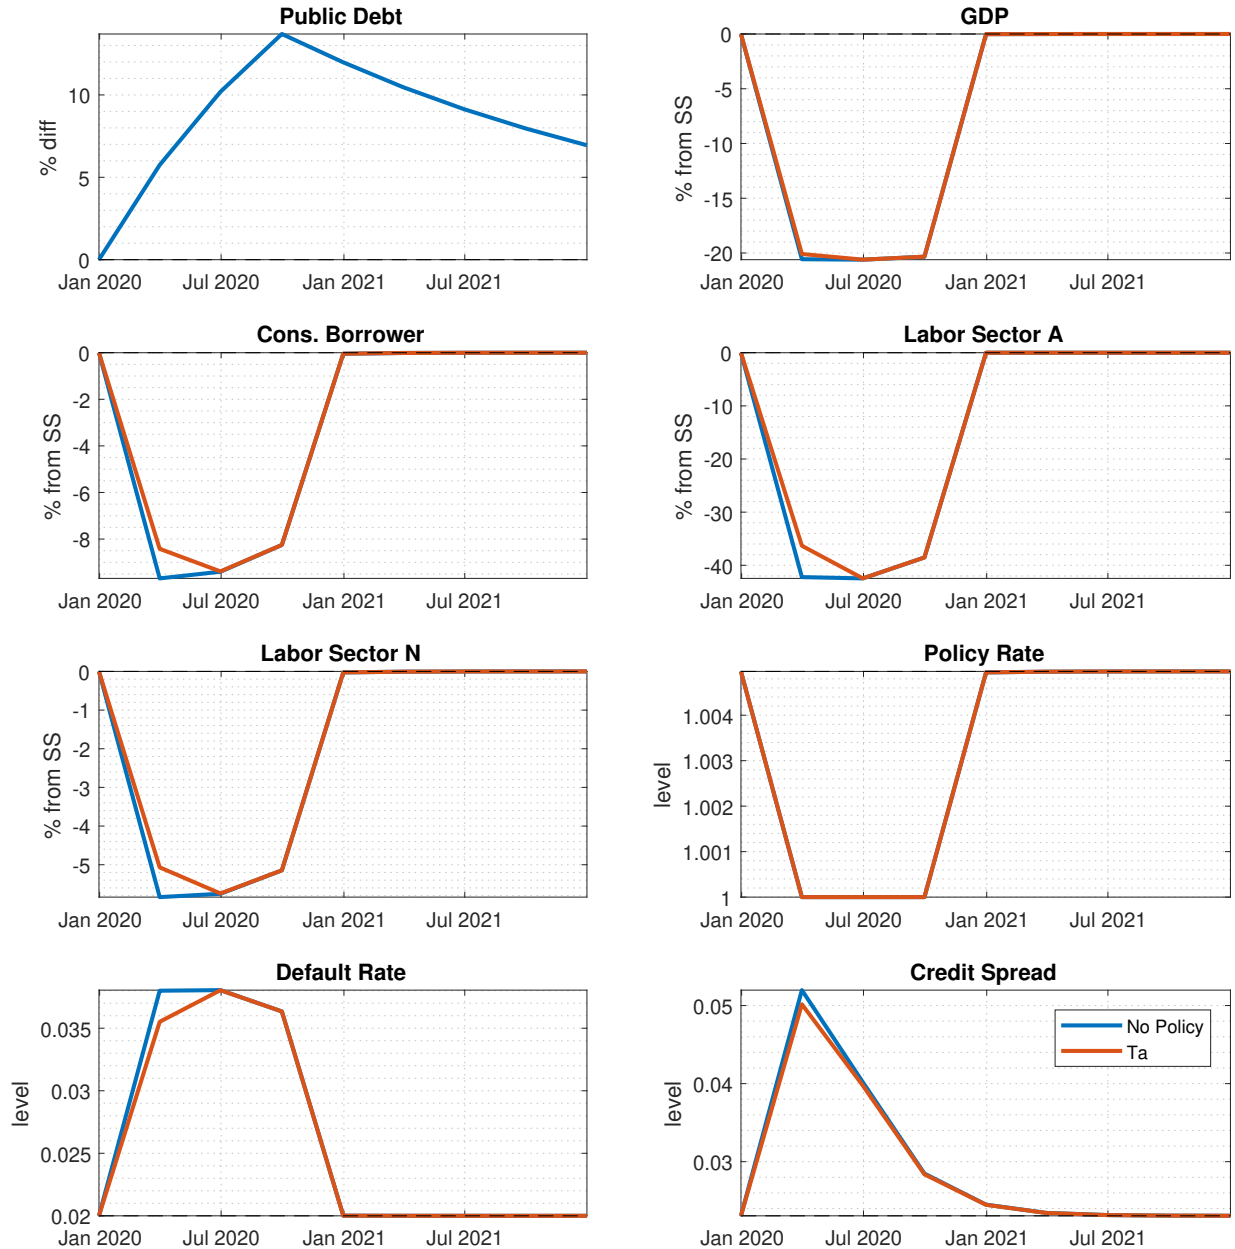 Public Debt
% diff
10
5
0
Jan 2020 Jul 2020 Jan 2021 Jul 2021
GDP
% from SS
0
-5
-10
-15
-20
Jan 2020 Jul 2020 Jan 2021 Jul 2021
Cons. Borrower
% from SS
0
-2
-4
-6
-8
Jan 2020 Jul 2020 Jan 2021 Jul 2021
Labor Sector A
% from SS
0
-10
-20
-30
-40
Jan 2020 Jul 2020 Jan 2021 Jul 2021
Labor Sector N
% from SS
0
-1
-2
-3
-4
-5
Jan 2020 Jul 2020 Jan 2021 Jul 2021
Policy Rate
level
1.004
1.003
1.002
1.001
1
Jan 2020 Jul 2020 Jan 2021 Jul 2021
Default Rate
level
0.035
0.03
0.025
0.02
Jan 2020 Jul 2020 Jan 2021 Jul 2021
Credit Spread
level
0.05
0.04
0.03
No Policy
Ta
Jan 2020 Jul 2020 Jan 2021 Jul 2021